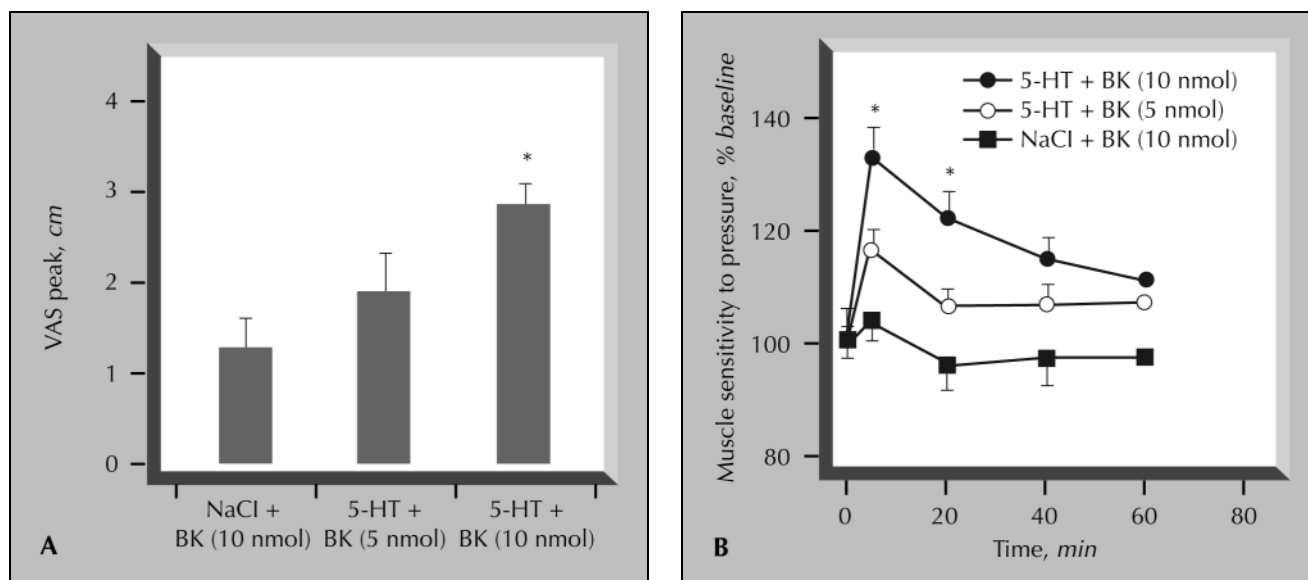 VAS peak, cm
4
3
2
1
0
*
NaCl +
BK (10 nmol)
5-HT +
BK (5 nmol)
5-HT +
BK (10 nmol)
A
Muscle sensitivity to pressure, % baseline
140
120
100
80
5-HT + BK (10 nmol)
5-HT + BK (5 nmol)
NaCl + BK (10 nmol)
*
*
0 20 40 60 80
Time, min
B